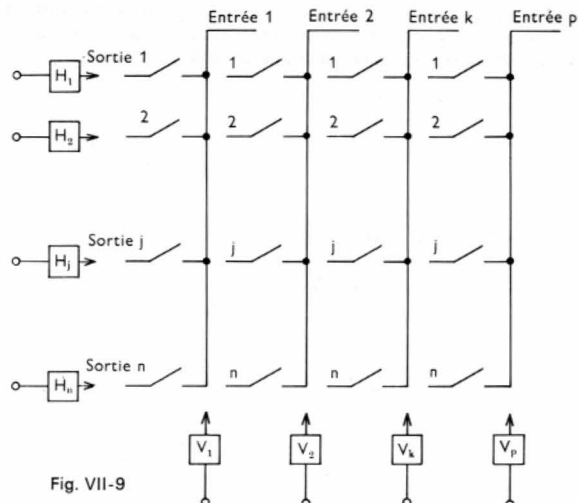 Entrée 1 Entrée 2 Entrée k Entrée p
Sortie 1 1 1 1
H1
2 2 2 2
H2
Sortie j j j j
Hj
Sortie n n n n
Hn
V1 V2 Vk Vp
Fig. VII-9